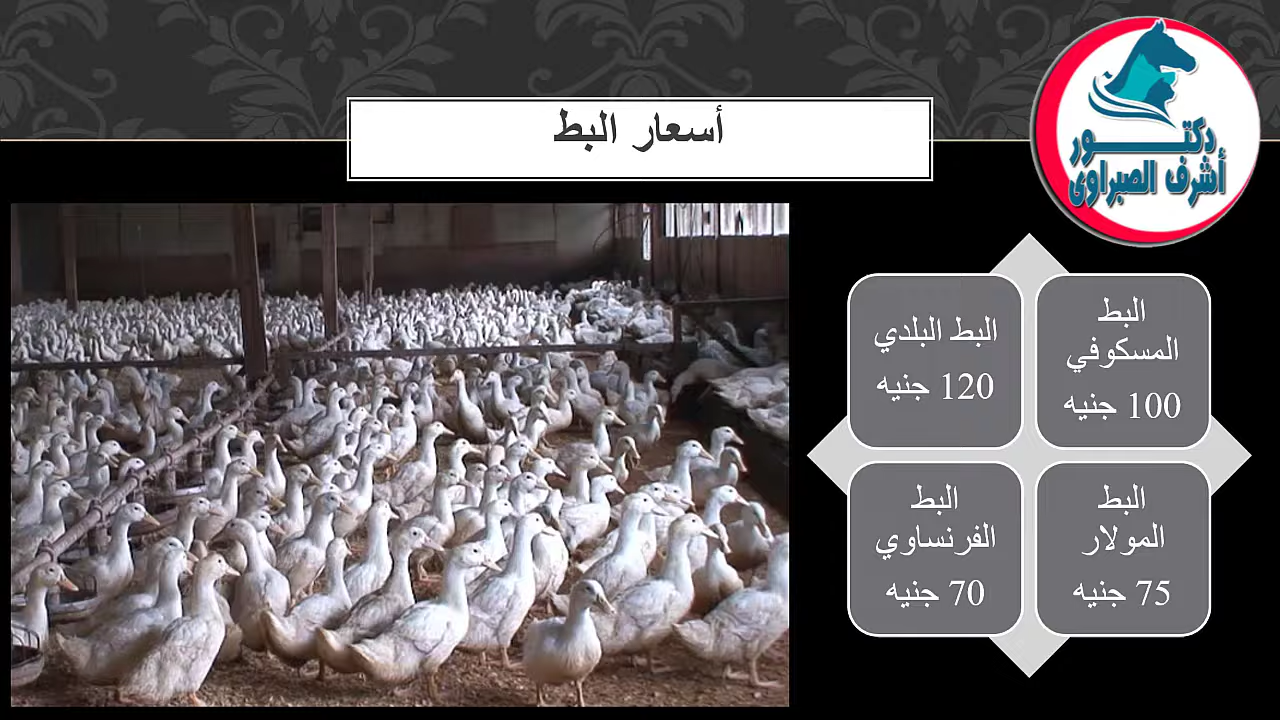 أسعار البط
دكتور
أشرف الصبراوى
البط
المسكوفي
100 جنيه
البط البلدي
120 جنيه
البط
المولار
75 جنيه
البط
الفرنساوي
70 جنيه